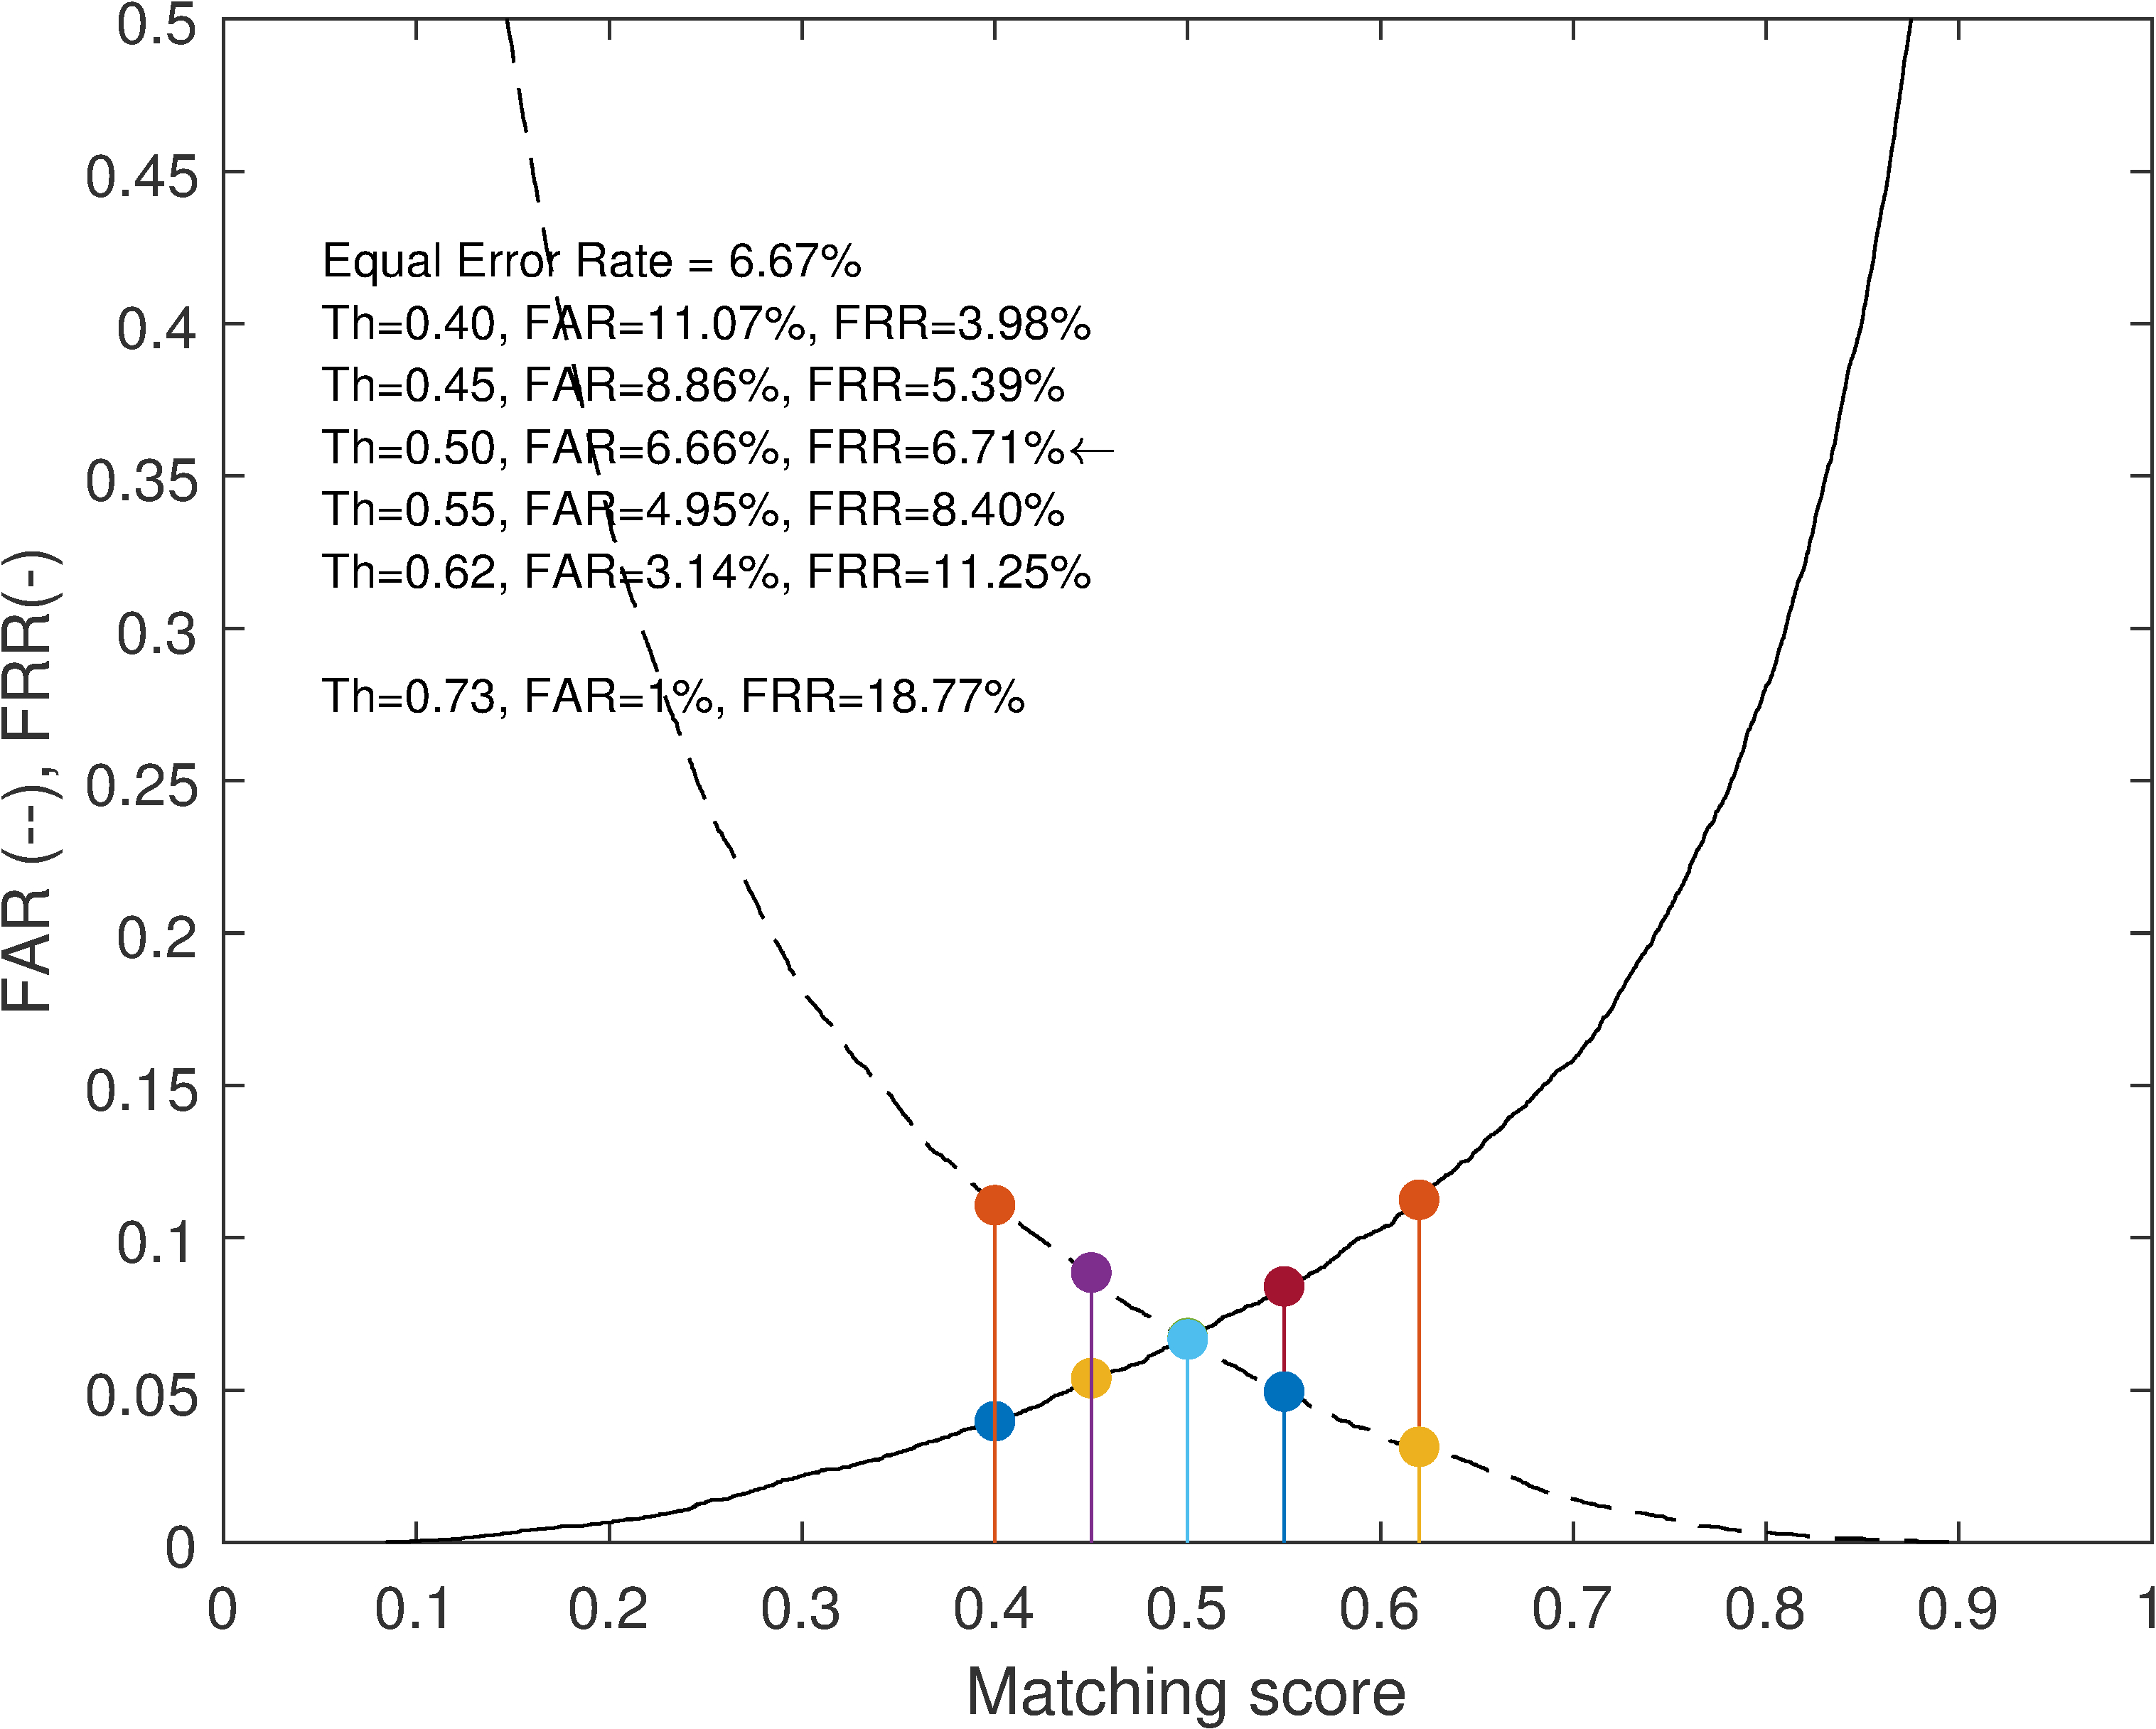 0.5
0.45
0.4
0.35
0.3
0.25
0.2
0.15
0.1
0.05
0
FAR (--), FRR(-)
Equal Error Rate = 6.67%
Th=0.40, FAR=11.07%, FRR=3.98%
Th=0.45, FAR=8.86%, FRR=5.39%
Th=0.50, FAR=6.66%, FRR=6.71%←
Th=0.55, FAR=4.95%, FRR=8.40%
Th=0.62, FAR=3.14%, FRR=11.25%
Th=0.73, FAR=1%, FRR=18.77%
0 0.1 0.2 0.3 0.4 0.5 0.6 0.7 0.8 0.9 1
Matching score